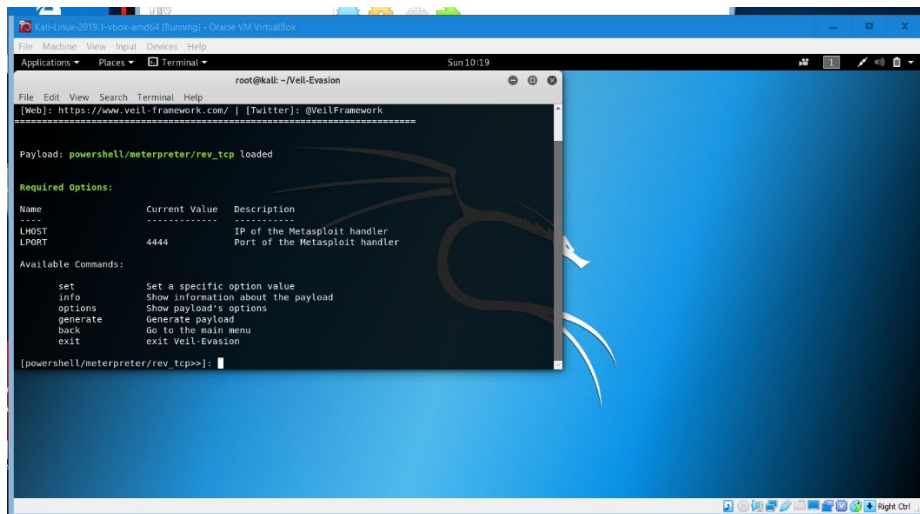 Kali-Linux-2019.1-vbox-amd64 [Running] - Oracle VM VirtualBox
File Machine View Input Devices Help
Applications Places Terminal Sun 10:19 1
root@kali: ~/Veil-Evasion
File Edit View Search Terminal Help
[Web]: https://www.veil-framework.com/ | [Twitter]: @VeilFramework
=========================================================================
Payload: powershell/meterpreter/rev_tcp loaded
Required Options:
Name Current Value Description
---- ------------- -----------
LHOST IP of the Metasploit handler
LPORT 4444 Port of the Metasploit handler
Available Commands:
set Set a specific option value
info Show information about the payload
options Show payload's options
generate Generate payload
back Go to the main menu
exit exit Veil-Evasion
[powershell/meterpreter/rev_tcp>>]:
Right Ctrl